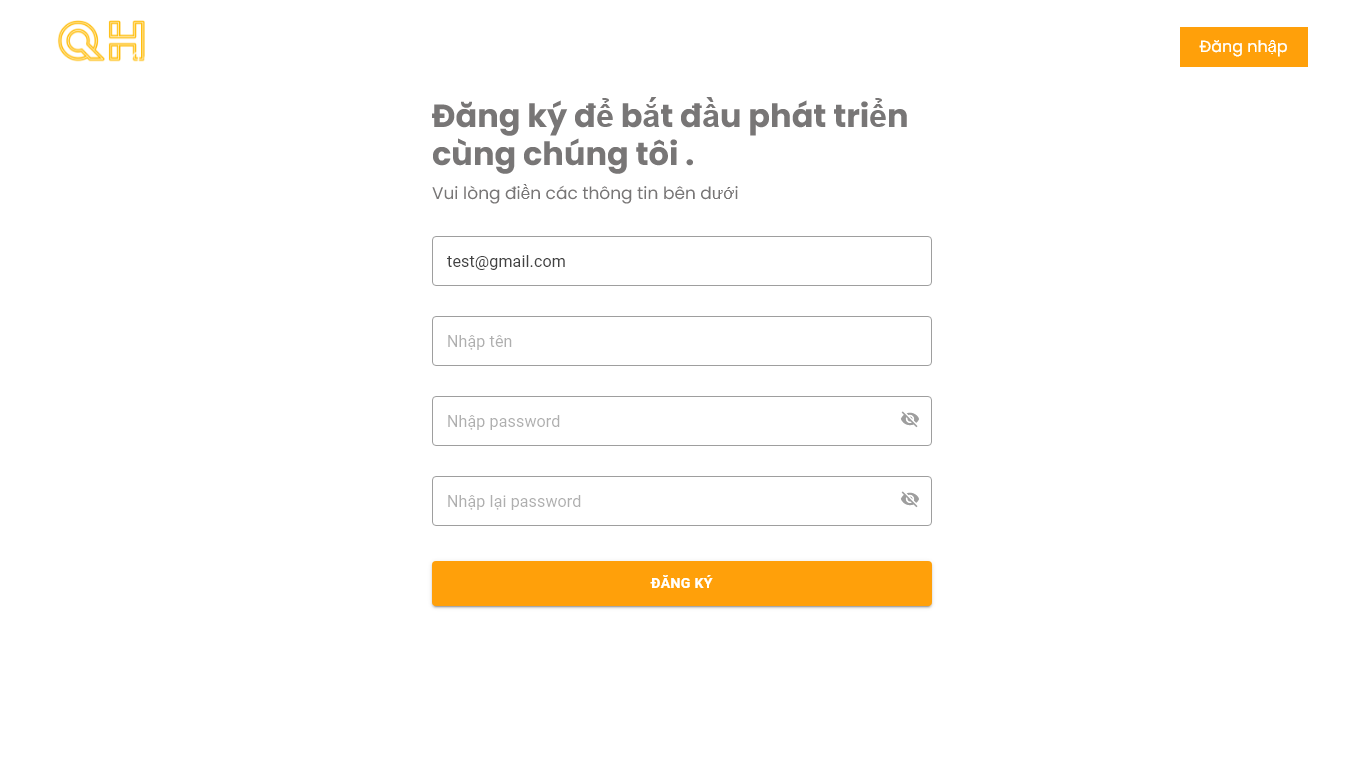 QH
Đăng nhập
Đăng ký để bắt đầu phát triển
cùng chúng tôi .
Vui lòng điền các thông tin bên dưới
test@gmail.com
Nhập tên
Nhập password
Nhập lại password
ĐĂNG KÝ